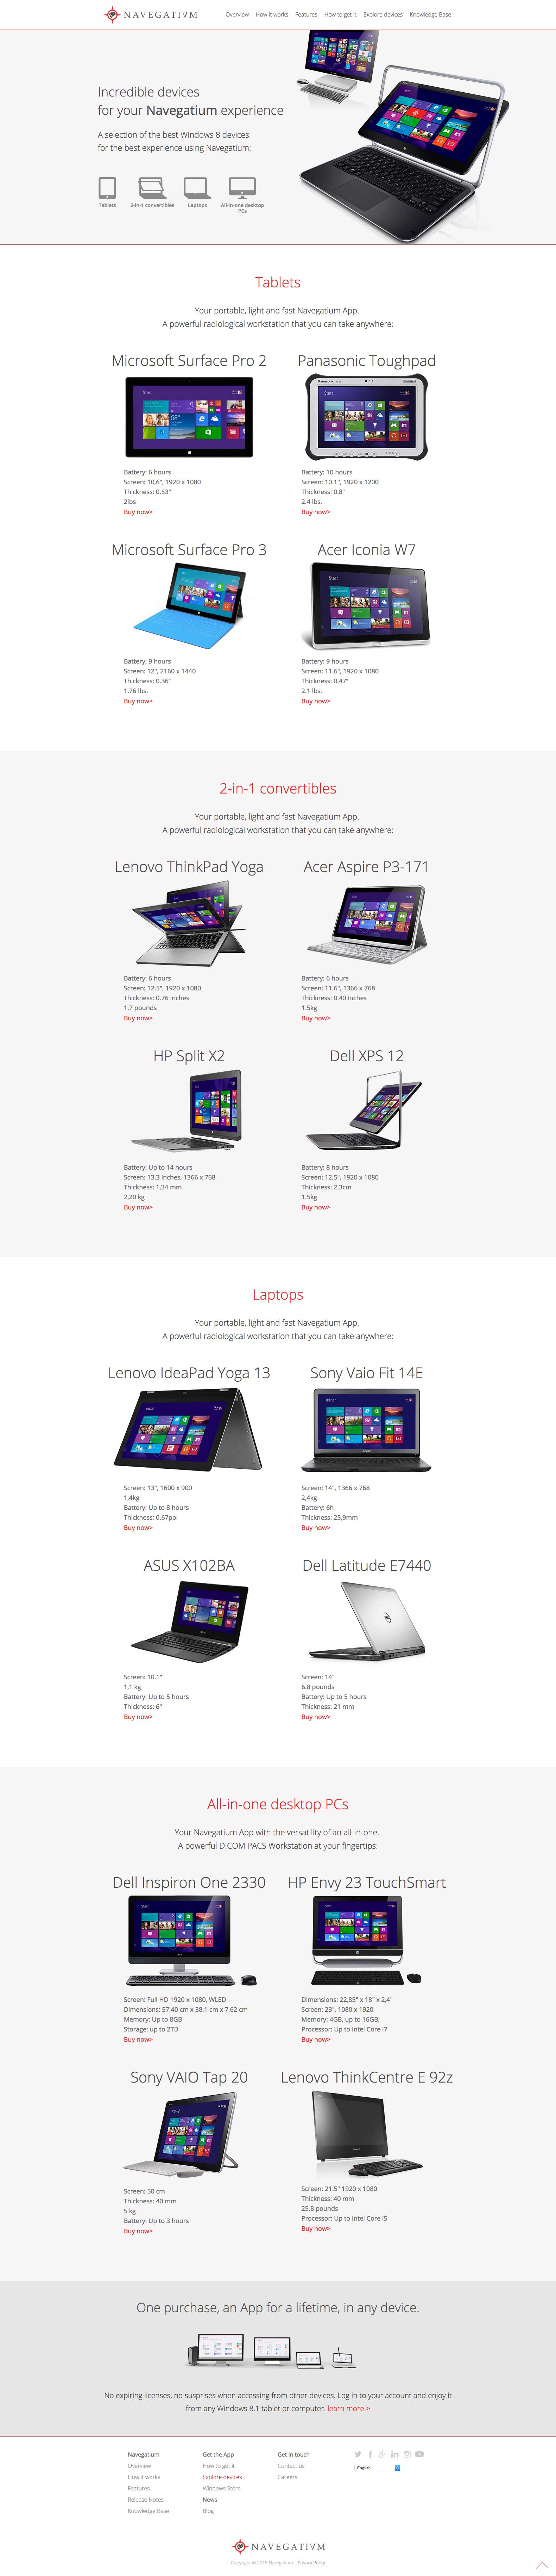 NAVEGATIVM
Overview How it works Features How to get it Explore devices Knowledge Base
Incredible devices
for your Navegatium experience
A selection of the best Windows 8 devices
for the best experience using Navegatium:
Tablets 2-in-1 convertibles Laptops All-in-one desktop
PCs
Tablets
Your portable, light and fast Navegatium App.
A powerful radiological workstation that you can take anywhere:
Microsoft Surface Pro 2
Battery: 6 hours
Screen: 10,6", 1920 x 1080
Thickness: 0.53"
2lbs
Buy now>
Panasonic Toughpad
Battery: 10 hours
Screen: 10.1", 1920 x 1200
Thickness: 0.8"
2.4 lbs.
Buy now>
Microsoft Surface Pro 3
Battery: 9 hours
Screen: 12", 2160 x 1440
Thickness: 0.36"
1.76 lbs.
Buy now>
Acer Iconia W7
Battery: 9 hours
Screen: 11.6", 1920 x 1080
Thickness: 0.47"
2.1 lbs.
Buy now>
2-in-1 convertibles
Your portable, light and fast Navegatium App.
A powerful radiological workstation that you can take anywhere:
Lenovo ThinkPad Yoga
Battery: 6 hours
Screen: 12.5", 1920 x 1080
Thickness: 0.76 inches
1.7 pounds
Buy now>
Acer Aspire P3-171
Battery: 6 hours
Screen: 11.6", 1366 x 768
Thickness: 0.40 inches
1.5kg
Buy now>
HP Split X2
Battery: Up to 14 hours
Screen: 13.3 inches, 1366 x 768
Thickness: 1,34 mm
2,20 kg
Buy now>
Dell XPS 12
Battery: 8 hours
Screen: 12,5", 1920 x 1080
Thickness: 2.3cm
1.5kg
Buy now>
Laptops
Your portable, light and fast Navegatium App.
A powerful radiological workstation that you can take anywhere:
Lenovo IdeaPad Yoga 13
Screen: 13", 1600 x 900
1,4kg
Battery: Up to 8 hours
Thickness: 0.67pol
Buy now>
Sony Vaio Fit 14E
Screen: 14", 1366 x 768
2,4kg
Battery: 6h
Thickness: 25,9mm
Buy now>
ASUS X102BA
Screen: 10.1"
1,1 kg
Battery: Up to 5 hours
Thickness: 6"
Buy now>
Dell Latitude E7440
Screen: 14"
6.8 pounds
Battery: Up to 5 hours
Thickness: 21 mm
Buy now>
All-in-one desktop PCs
Your Navegatium App with the versatility of an all-in-one.
A powerful DICOM PACS Workstation at your fingertips:
Dell Inspiron One 2330
Screen: Full HD 1920 x 1080, WLED
Dimensions: 57,40 cm x 38,1 cm x 7,62 cm
Memory: Up to 8GB
Storage: up to 2TB
Buy now>
HP Envy 23 TouchSmart
Dimensions: 22,85" x 18" x 2,4"
Screen: 23", 1080 x 1920
Memory: 4GB, up to 16GB;
Processor: Up to Intel Core i7
Buy now>
Sony VAIO Tap 20
Screen: 50 cm
Thickness: 40 mm
5 kg
Battery: Up to 3 hours
Buy now>
Lenovo ThinkCentre E 92z
Screen: 21.5" 1920 x 1080
Thickness: 40 mm
25.8 pounds
Processor: Up to Intel Core i5
Buy now>
One purchase, an App for a lifetime, in any device.
No expiring licenses, no susprises when accessing from other devices. Log in to your account and enjoy it
from any Windows 8.1 tablet or computer. learn more >
Navegatium
Overview
How it works
Features
Release Notes
Knowledge Base
Get the App
How to get it
Explore devices
Windows Store
News
Blog
Get in touch
Contact us
Careers
English
NAVEGATIVM
Copyright © 2015 Navegatium - Privacy Policy